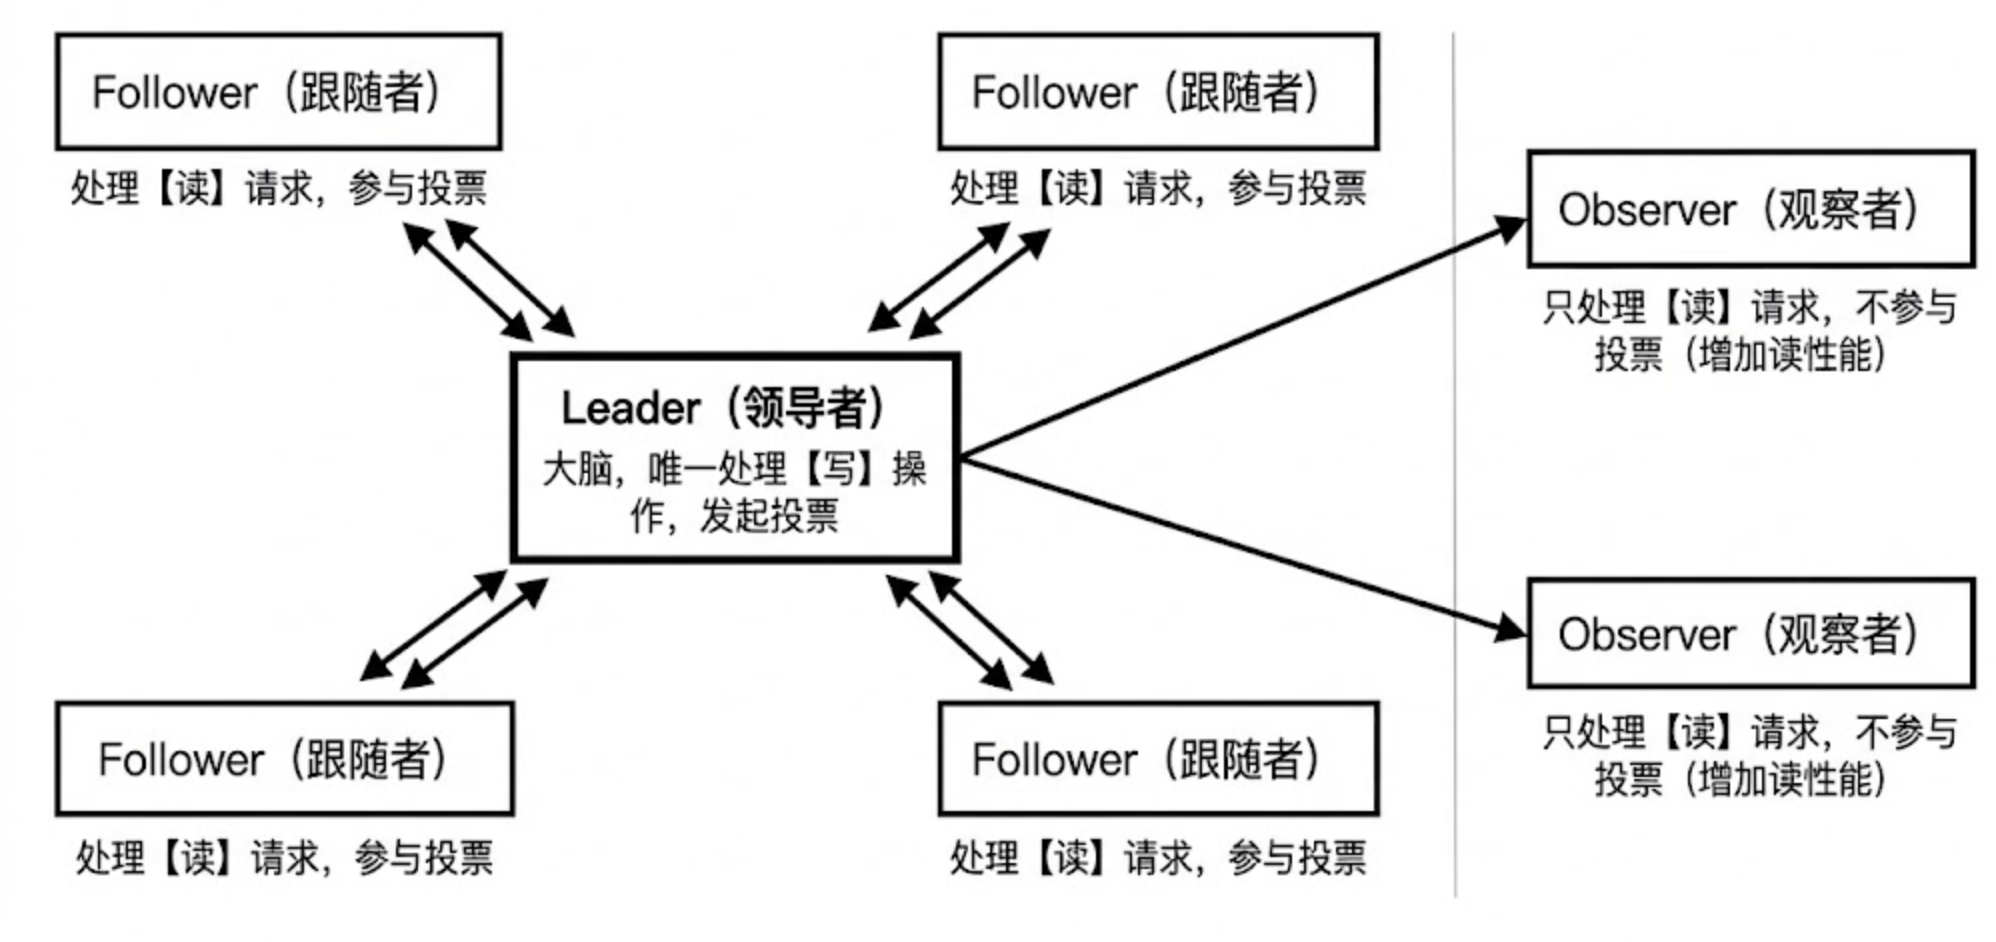 Follower（跟随者）
处理【读】请求，参与投票
Follower（跟随者）
处理【读】请求，参与投票
Observer（观察者）
只处理【读】请求，不参与
投票（增加读性能）
Leader（领导者）
大脑，唯一处理【写】操
作，发起投票
Observer（观察者）
只处理【读】请求，不参与
投票（增加读性能）
Follower（跟随者）
处理【读】请求，参与投票
Follower（跟随者）
处理【读】请求，参与投票